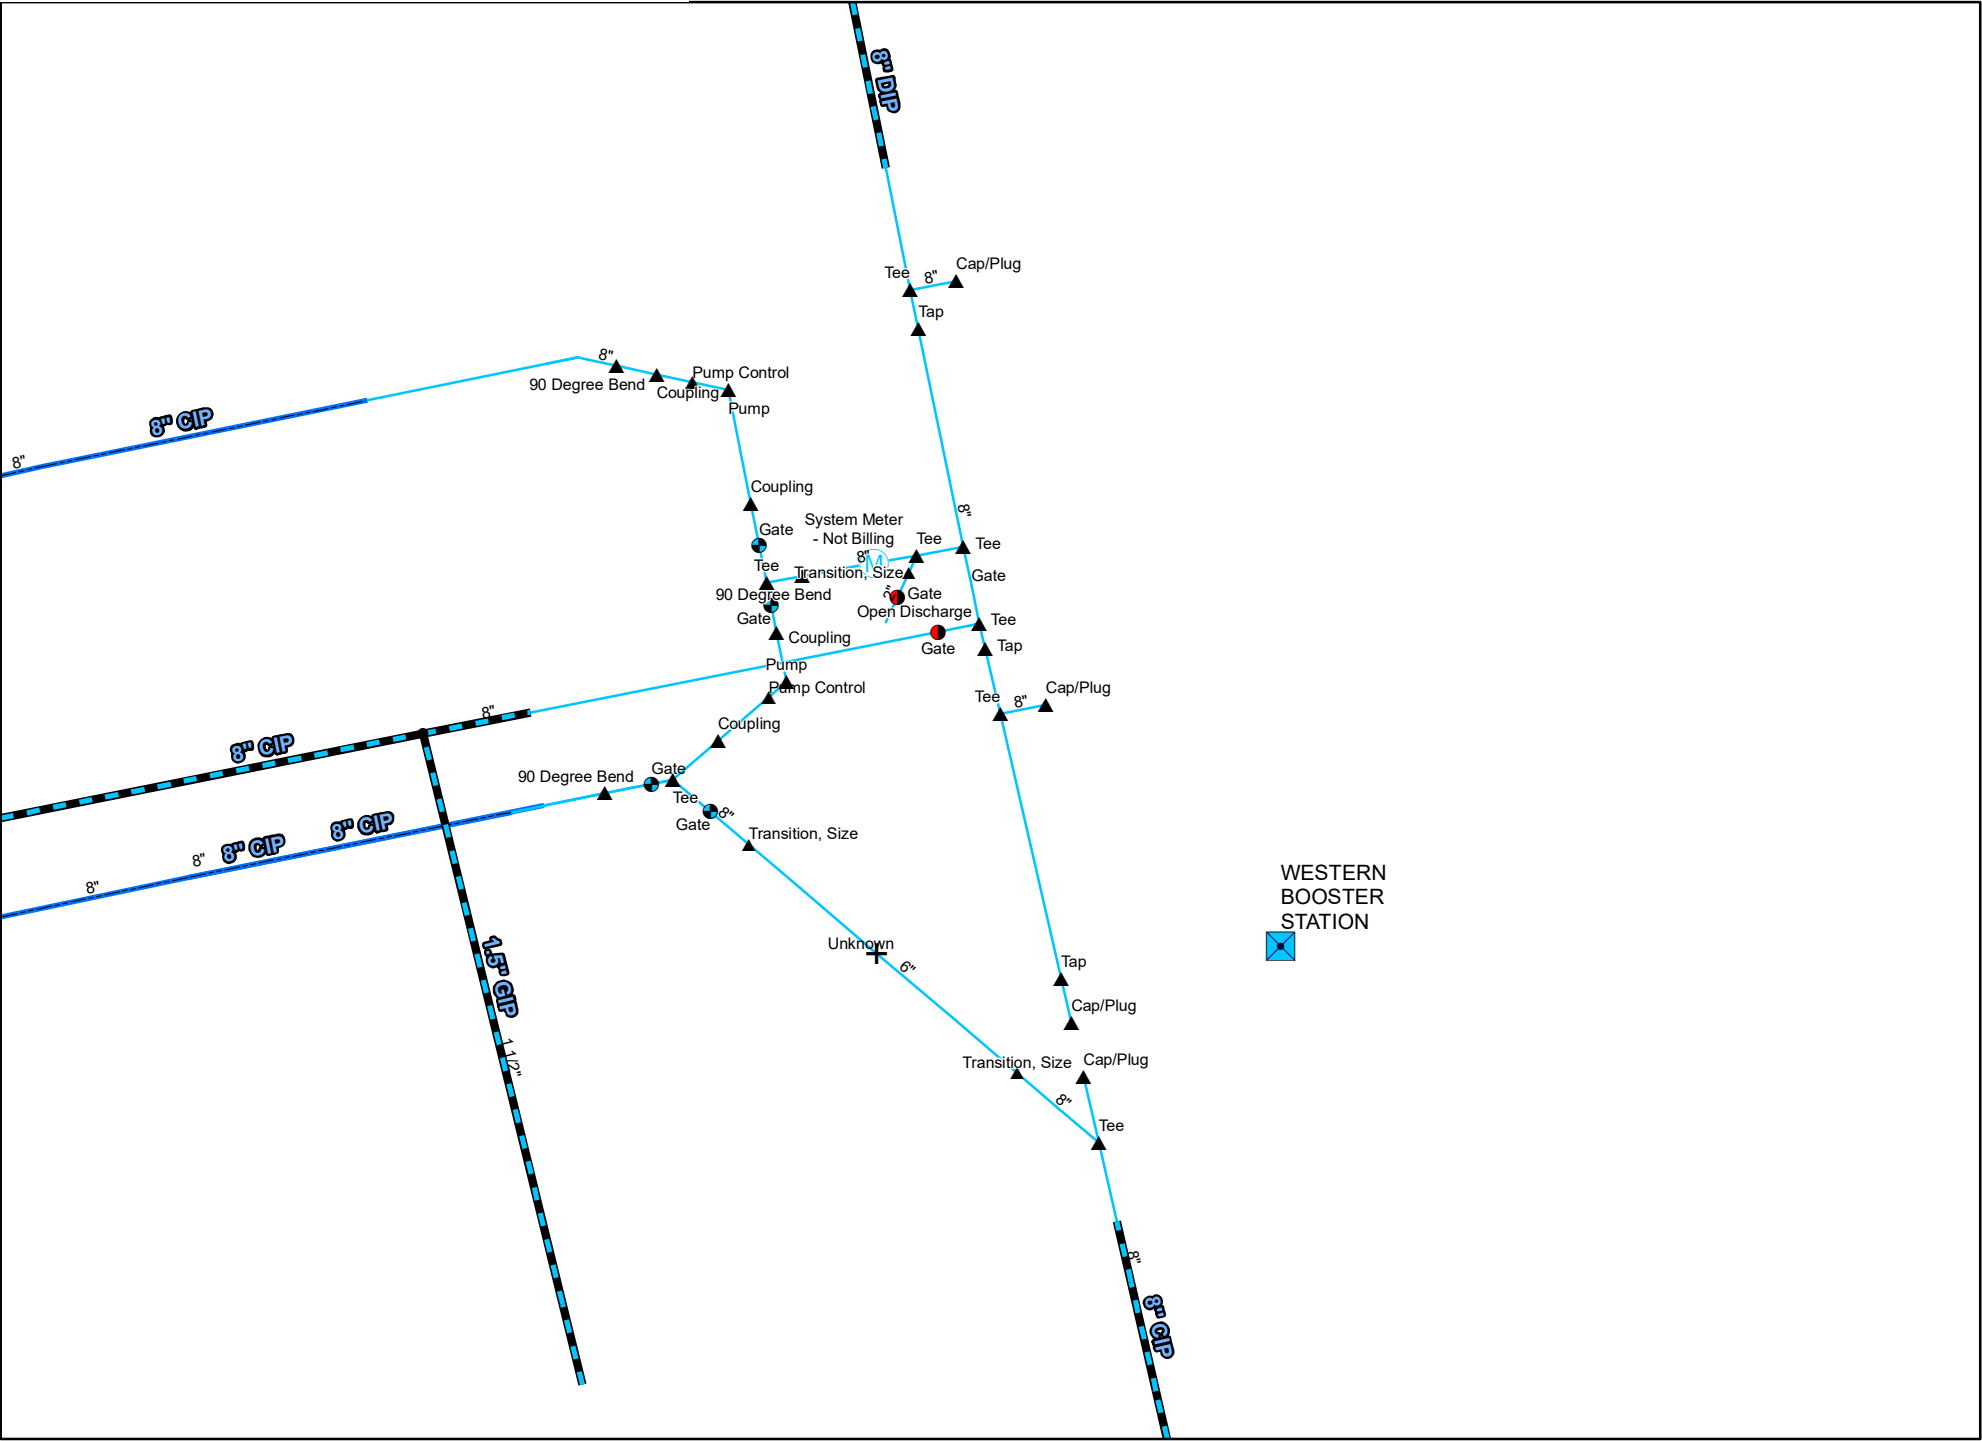 8" DIP
Cap/Plug
Tee
8"
Tap
8"
Pump Control
90 Degree Bend
Coupling
Pump
8" CIP
8"
Coupling
8"
System Meter
- Not Billing
Gate
Tee
Tee
8"
M
Tee
Transition, Size
Gate
90 Degree Bend
2"
Gate
Open Discharge
Gate
Tee
Coupling
Gate
Tap
Pump
Pump Control
Cap/Plug
Tee
8"
8"
Coupling
8" CIP
Gate
90 Degree Bend
Tee
8"
Gate
Transition, Size
8" CIP
8" CIP
8"
8"
WESTERN
BOOSTER
STATION
Unknown
6"
Tap
1.5" GIP
Cap/Plug
1 1/2"
Transition, Size
Cap/Plug
8"
Tee
8"
8" CIP